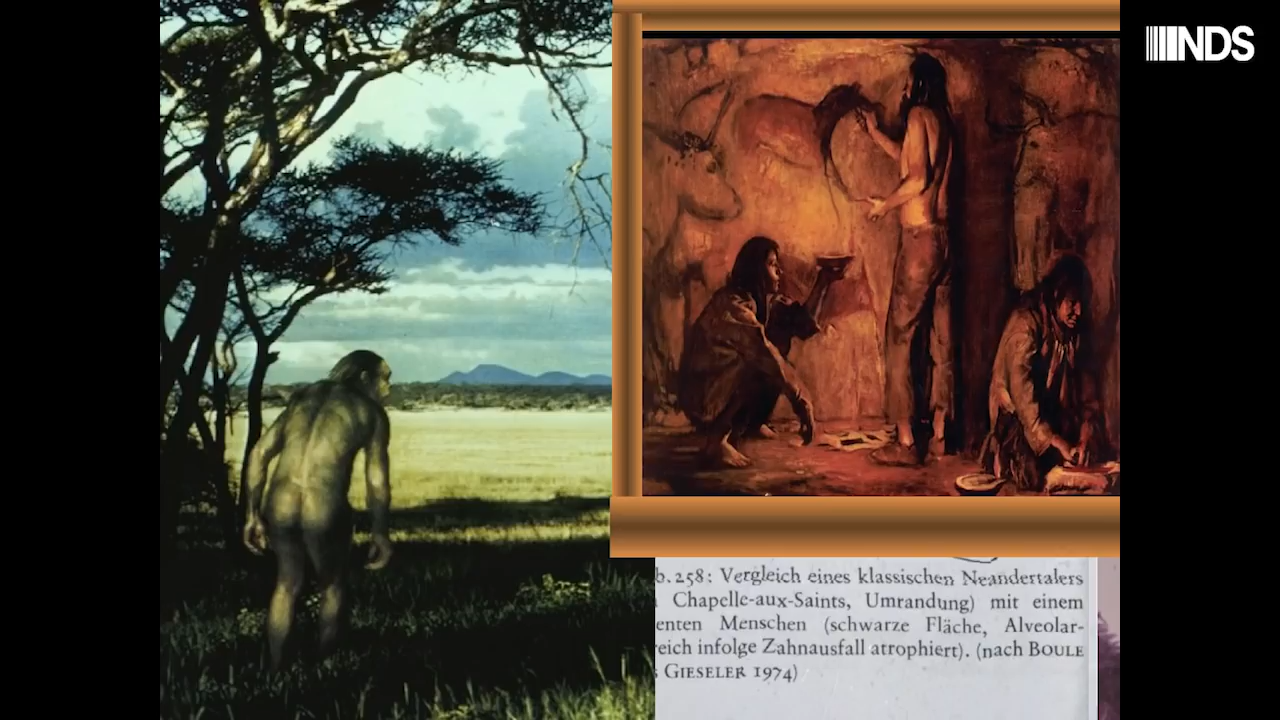 NDS
b.258: Vergleich eines klassischen Neandertalers
Chapelle-aux-Saints, Umrandung) mit einem
enten Menschen (schwarze Fläche, Alveolar-
eich infolge Zahnausfall atrophiert). (nach BOULE
GIESELER 1974)